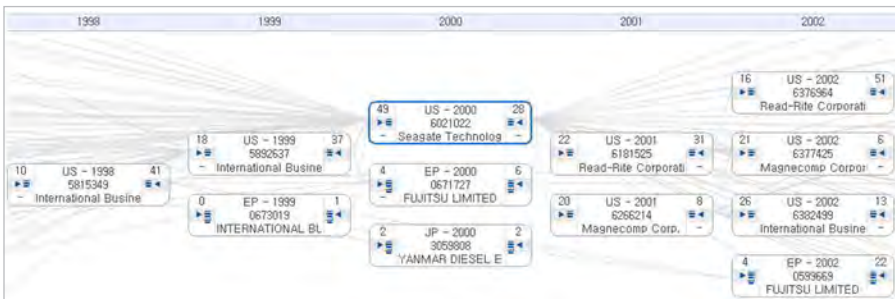 1998 1999 2000 2001 2002
10 US - 1998 41
5815349
International Busine
18 US - 1999 37
5892637
International Busine
0 EP - 1999 1
0673019
INTERNATIONAL BL
49 US - 2000 28
6021022
Seagate Technolog
4 EP - 2000 6
0671727
FUJITSU LIMITED
2 JP - 2000 2
3059808
YANMAR DIESEL E
22 US - 2001 31
6181525
Read-Rite Corporati
20 US - 2001 8
6266214
Magnecomp Corp.
16 US - 2002 51
6376964
Read-Rite Corporati
21 US - 2002 6
6377425
Magnecomp Corpor
26 US - 2002 13
6382499
International Busine
4 EP - 2002 22
0599669
FUJITSU LIMITED